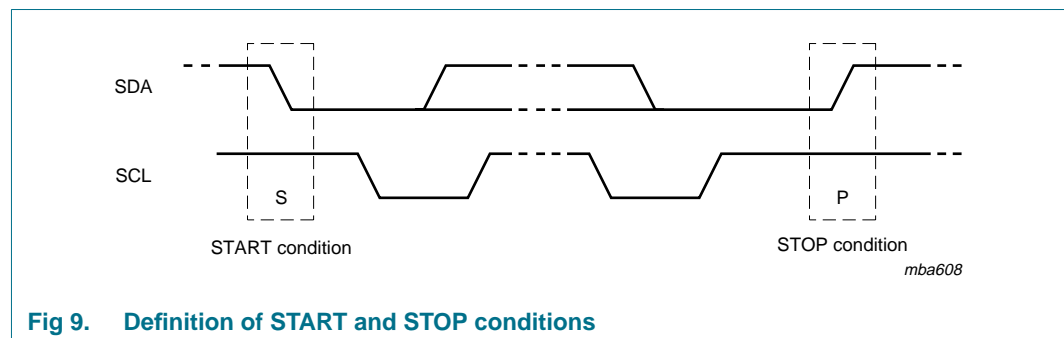 SDA
SCL
S
P
START condition
STOP condition
mba608
Fig 9. Definition of START and STOP conditions